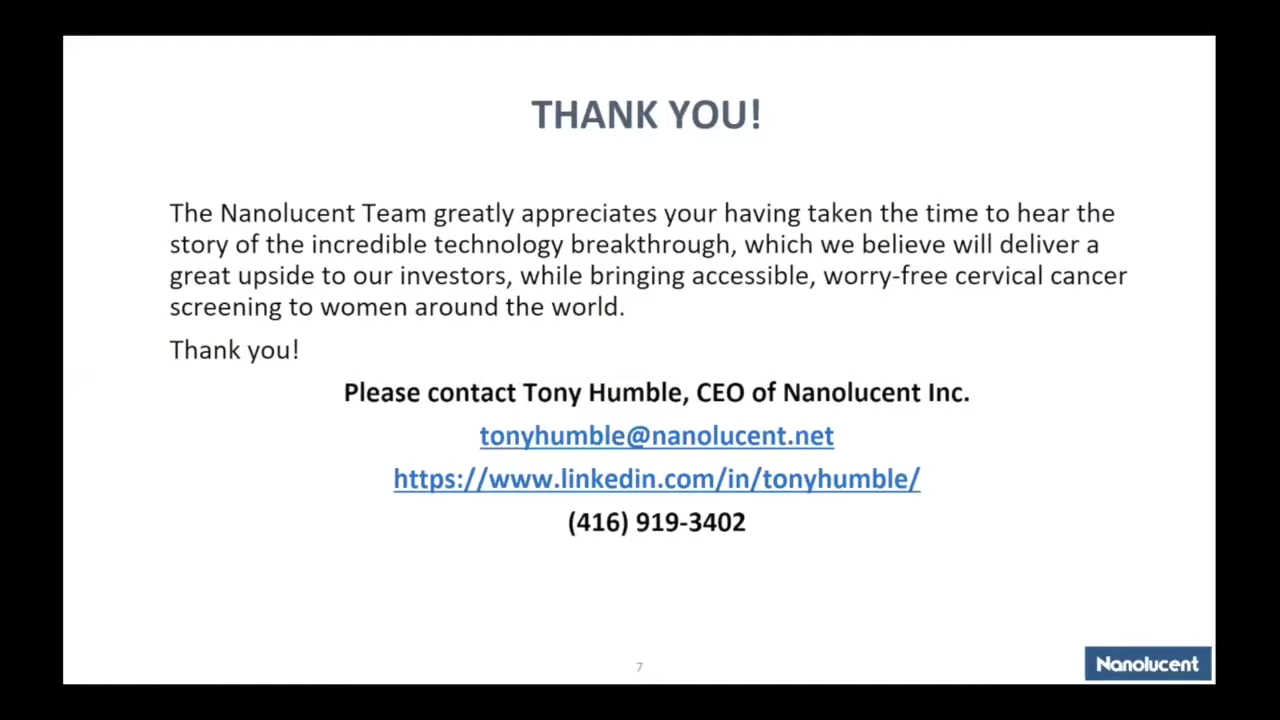 THANK YOU!
The Nanolucent Team greatly appreciates your having taken the time to hear the
story of the incredible technology breakthrough, which we believe will deliver a
great upside to our investors, while bringing accessible, worry-free cervical cancer
screening to women around the world.
Thank you!
Please contact Tony Humble, CEO of Nanolucent Inc.
tonyhumble@nanolucent.net
https://www.linkedin.com/in/tonyhumble/
(416) 919-3402
7
Nanolucent